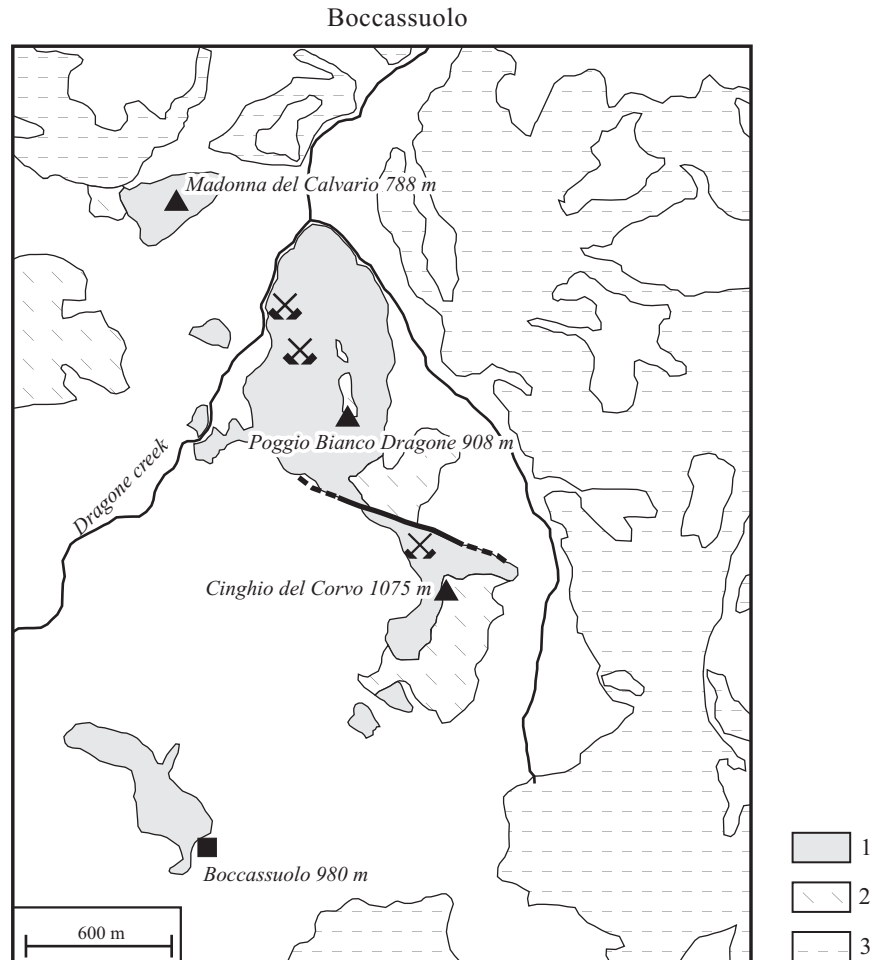 Boccassuolo
Madonna del Calvario 788 m
Poggio Bianco Dragone 908 m
Dragone creek
Cinghio del Corvo 1075 m
Boccassuolo 980 m
600 m
1
2
3